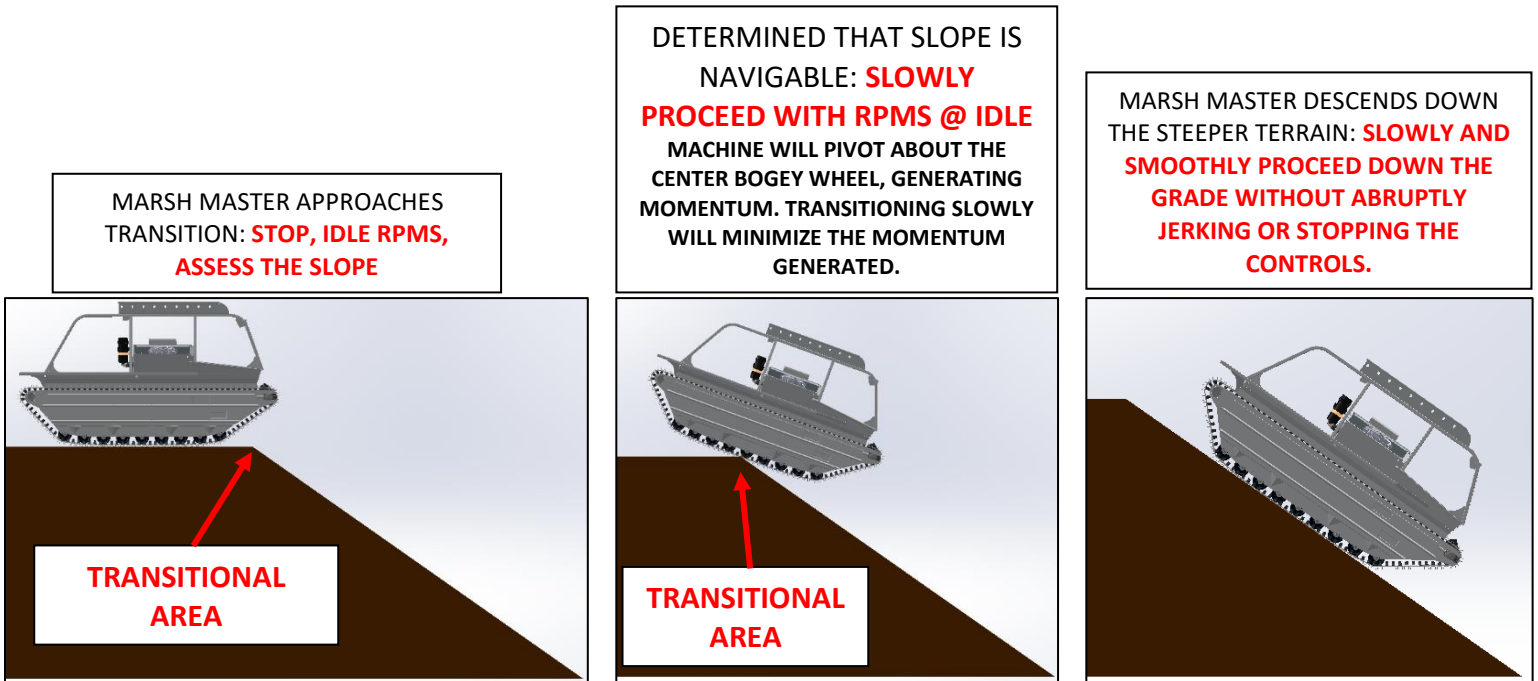 MARSH MASTER APPROACHES
TRANSITION: STOP, IDLE RPMS,
ASSESS THE SLOPE
TRANSITIONAL
AREA
DETERMINED THAT SLOPE IS
NAVIGABLE: SLOWLY
PROCEED WITH RPMS @ IDLE
MACHINE WILL PIVOT ABOUT THE
CENTER BOGEY WHEEL, GENERATING
MOMENTUM. TRANSITIONING SLOWLY
WILL MINIMIZE THE MOMENTUM
GENERATED.
TRANSITIONAL
AREA
MARSH MASTER DESCENDS DOWN
THE STEEPER TERRAIN: SLOWLY AND
SMOOTHLY PROCEED DOWN THE
GRADE WITHOUT ABRUPTLY
JERKING OR STOPPING THE
CONTROLS.